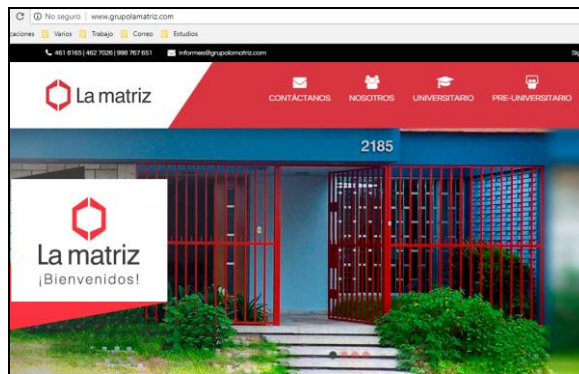 No seguro | www.grupolamatriz.com
caciones Varios Trabajo Correo Estudios
461 8165 | 462 7026 | 998 767 651 informes@grupolamatriz.com
La matriz
CONTÁCTANOS NOSOTROS UNIVERSITARIO PRE-UNIVERSITARIO
2185
La matriz
¡Bienvenidos!